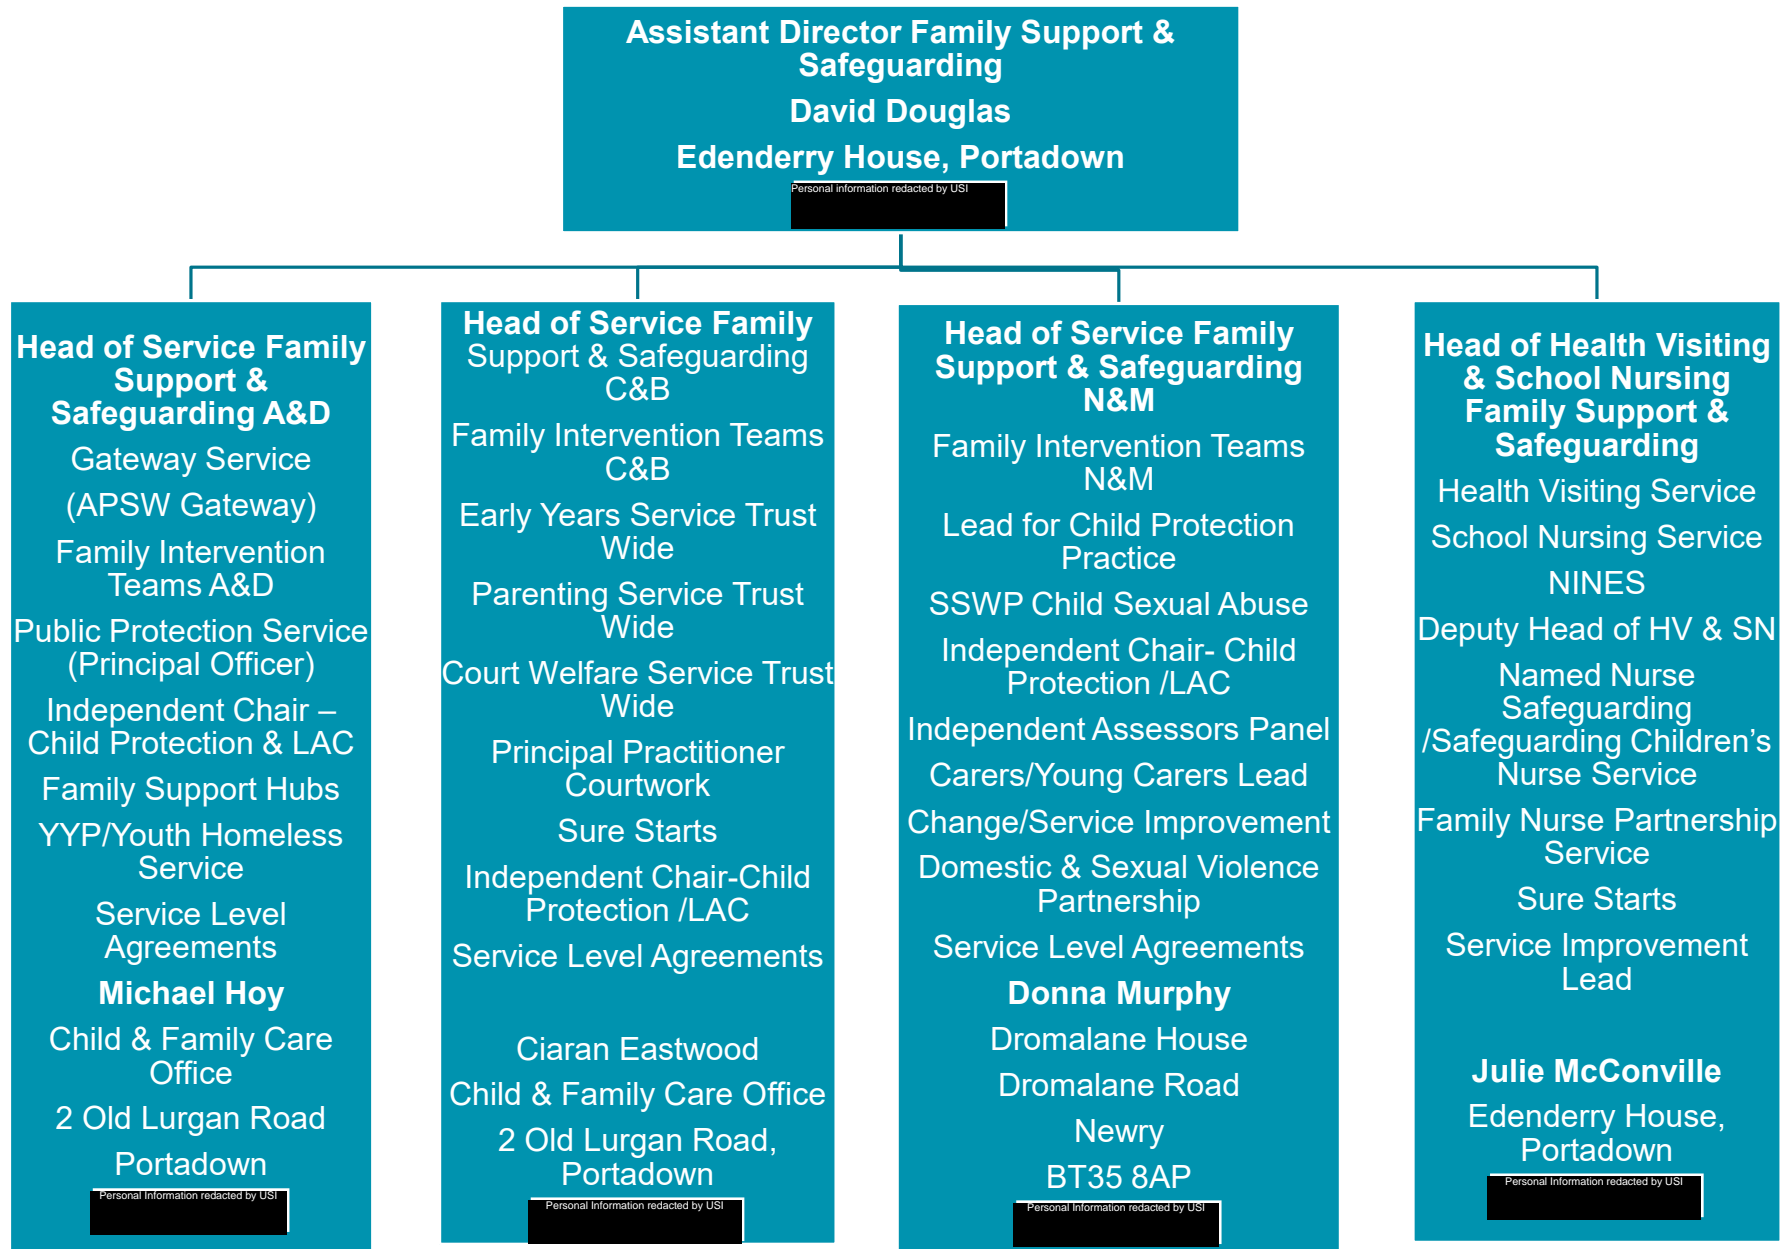 Assistant Director Family Support &
Safeguarding
David Douglas
Edenderry House, Portadown
Personal information redacted by USI
Head of Service Family
Support &
Safeguarding A&D
Gateway Service
(APSW Gateway)
Family Intervention
Teams A&D
Public Protection Service
(Principal Officer)
Independent Chair –
Child Protection & LAC
Family Support Hubs
YYP/Youth Homeless
Service
Service Level
Agreements
Michael Hoy
Child & Family Care
Office
2 Old Lurgan Road
Portadown
Personal Information redacted by USI
Head of Service Family
Support & Safeguarding
C&B
Family Intervention Teams
C&B
Early Years Service Trust
Wide
Parenting Service Trust
Wide
Court Welfare Service Trust
Wide
Principal Practitioner
Courtwork
Sure Starts
Independent Chair-Child
Protection /LAC
Service Level Agreements
Ciaran Eastwood
Child & Family Care Office
2 Old Lurgan Road,
Portadown
Personal Information redacted by USI
Head of Service Family
Support & Safeguarding
N&M
Family Intervention Teams
N&M
Lead for Child Protection
Practice
SSWP Child Sexual Abuse
Independent Chair- Child
Protection /LAC
Independent Assessors Panel
Carers/Young Carers Lead
Change/Service Improvement
Domestic & Sexual Violence
Partnership
Service Level Agreements
Donna Murphy
Dromalane House
Dromalane Road
Newry
BT35 8AP
Personal Information redacted by USI
Head of Health Visiting
& School Nursing
Family Support &
Safeguarding
Health Visiting Service
School Nursing Service
NINES
Deputy Head of HV & SN
Named Nurse
Safeguarding
/Safeguarding Children’s
Nurse Service
Family Nurse Partnership
Service
Sure Starts
Service Improvement
Lead
Julie McConville
Edenderry House,
Portadown
Personal Information redacted by USI